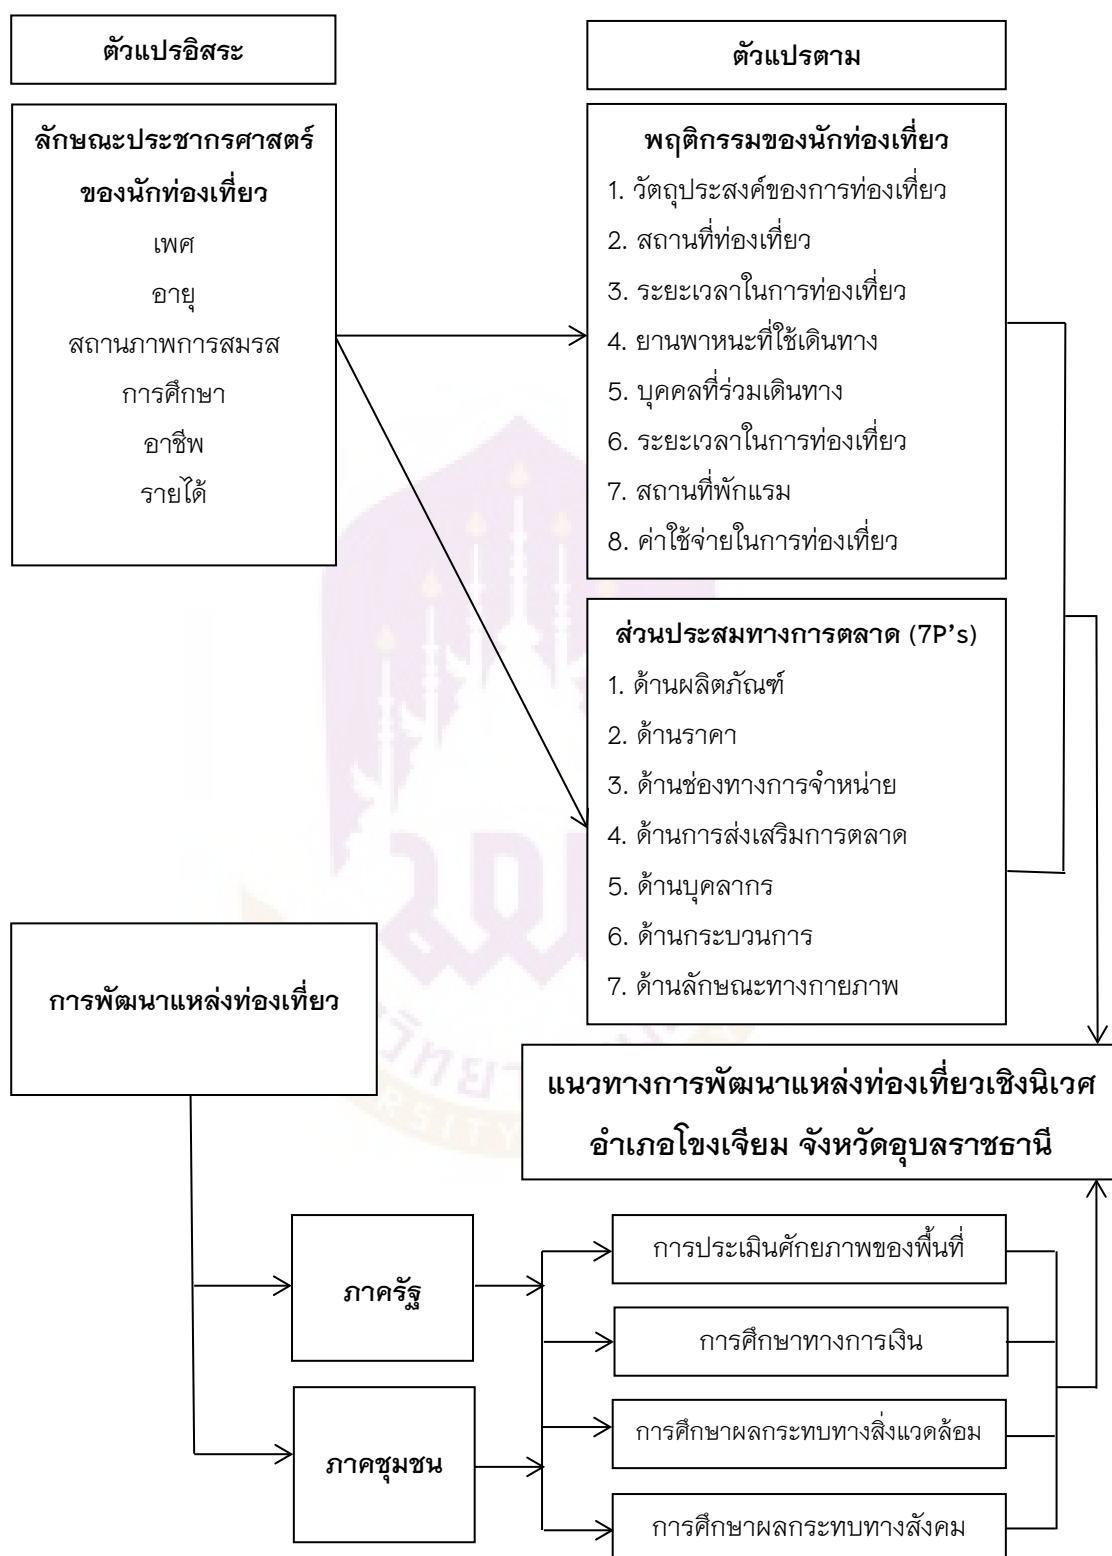 ตัวแปรอิสระ
ตัวแปรตาม
ลักษณะประชากรศาสตร์
ของนักท่องเที่ยว
เพศ
อายุ
สถานภาพการสมรส
การศึกษา
อาชีพ
รายได้
พฤติกรรมของนักท่องเที่ยว
1. วัตถุประสงค์ของการท่องเที่ยว
2. สถานที่ท่องเที่ยว
3. ระยะเวลาในการท่องเที่ยว
4. ยานพาหนะที่ใช้เดินทาง
5. บุคคลที่ร่วมเดินทาง
6. ระยะเวลาในการท่องเที่ยว
7. สถานที่พักแรม
8. ค่าใช้จ่ายในการท่องเที่ยว
ส่วนประสมทางการตลาด (7P’s)
1. ด้านผลิตภัณฑ์
2. ด้านราคา
3. ด้านช่องทางการจำหน่าย
4. ด้านการส่งเสริมการตลาด
5. ด้านบุคลากร
6. ด้านกระบวนการ
7. ด้านลักษณะทางกายภาพ
การพัฒนาแหล่งท่องเที่ยว
แนวทางการพัฒนาแหล่งท่องเที่ยวเชิงนิเวศ
อำเภอโขงเจียม จังหวัดอุบลราชธานี
ภาครัฐ
ภาคชุมชน
การประเมินศักยภาพของพื้นที่
การศึกษาทางการเงิน
การศึกษาผลกระทบทางสิ่งแวดล้อม
การศึกษาผลกระทบทางสังคม